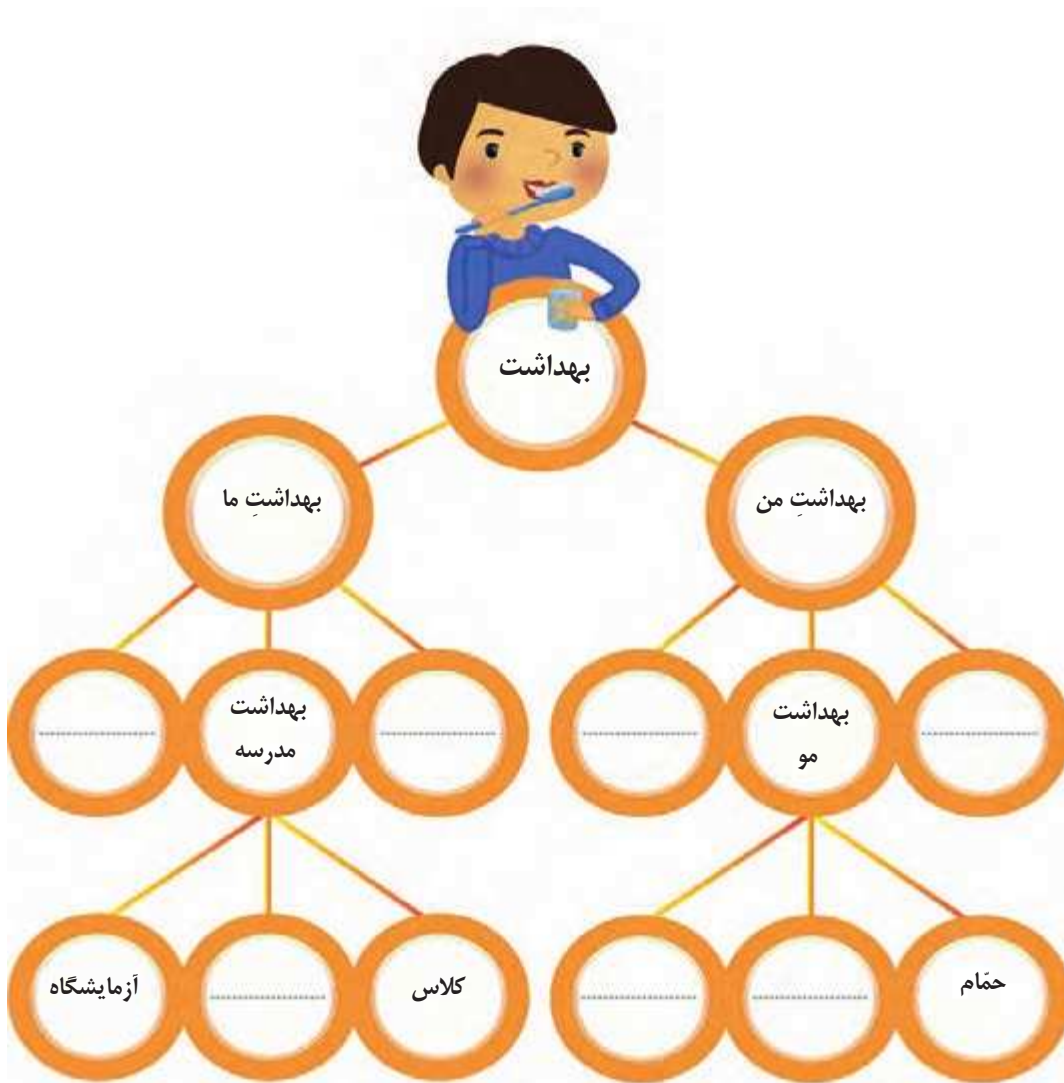 بهداشت
بهداشتِ من
بهداشتِ ما
بهداشت
مو
بهداشت
مدرسه
حمّام
کلاس
آزمایشگاه